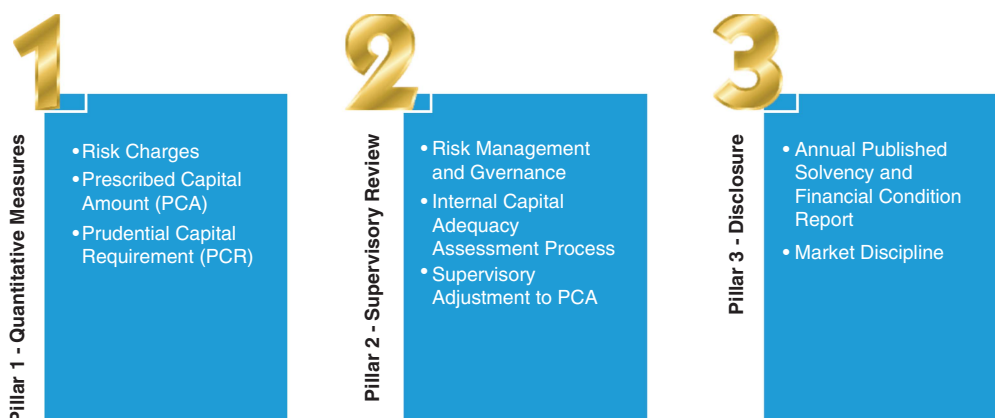 1
Pillar 1 - Quantitative Measures
• Risk Charges
• Prescribed Capital
Amount (PCA)
• Prudential Capital
Requirement (PCR)
2
Pillar 2 - Supervisory Review
• Risk Management
and Gvernance
• Internal Capital
Adequacy
Assessment Process
• Supervisory
Adjustment to PCA
3
Pillar 3 - Disclosure
• Annual Published
Solvency and
Financial Condition
Report
• Market Discipline